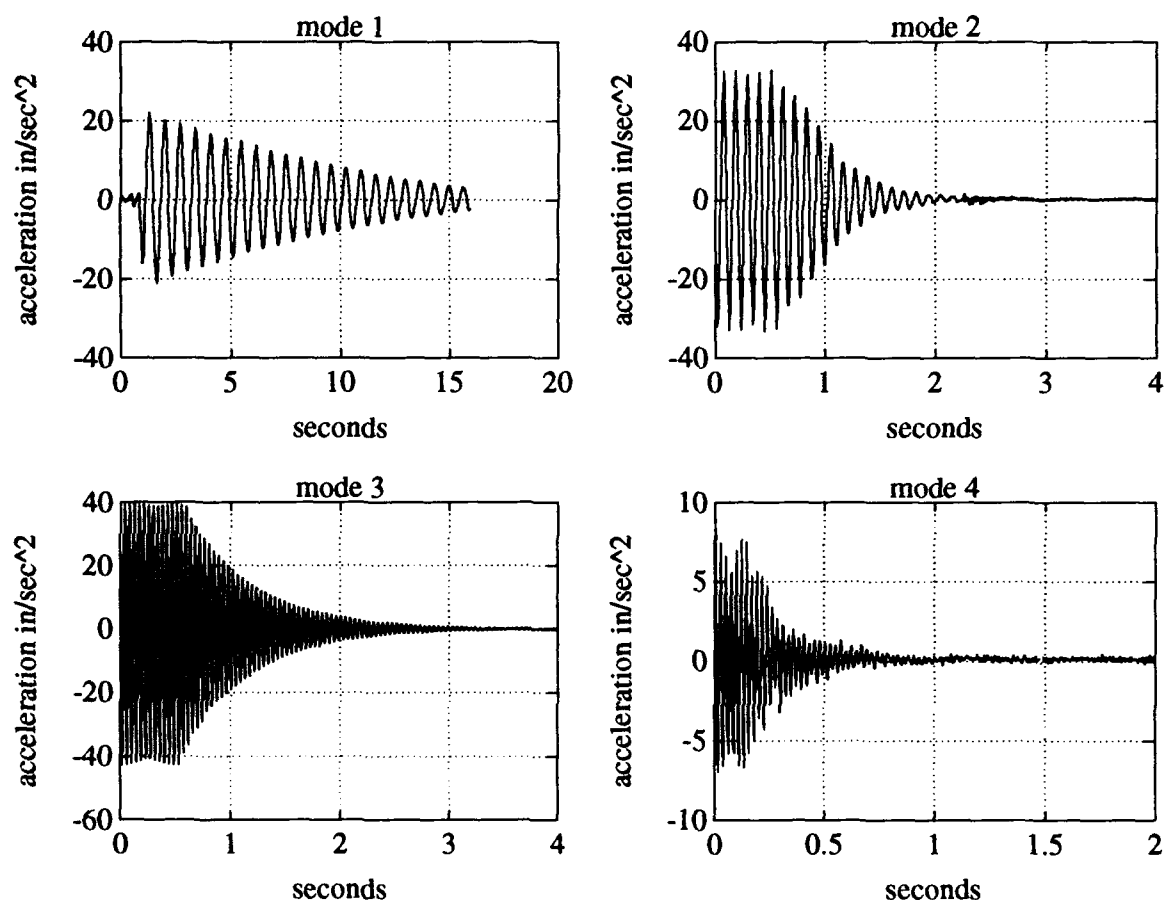 mode 1
40
20
0
-20
-40
acceleration in/sec^2
0 5 10 15 20
seconds
mode 2
40
20
0
-20
-40
acceleration in/sec^2
0 1 2 3 4
seconds
mode 3
40
20
0
-20
-40
-60
acceleration in/sec^2
0 1 2 3 4
seconds
mode 4
10
5
0
-5
-10
acceleration in/sec^2
0 0.5 1 1.5 2
seconds